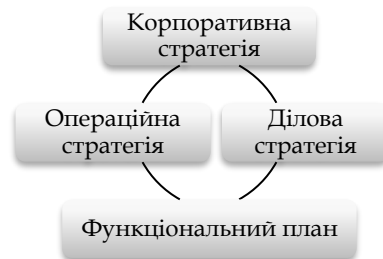 Корпоративна
стратегія
Операційна
стратегія
Ділова
стратегія
Функціональний план